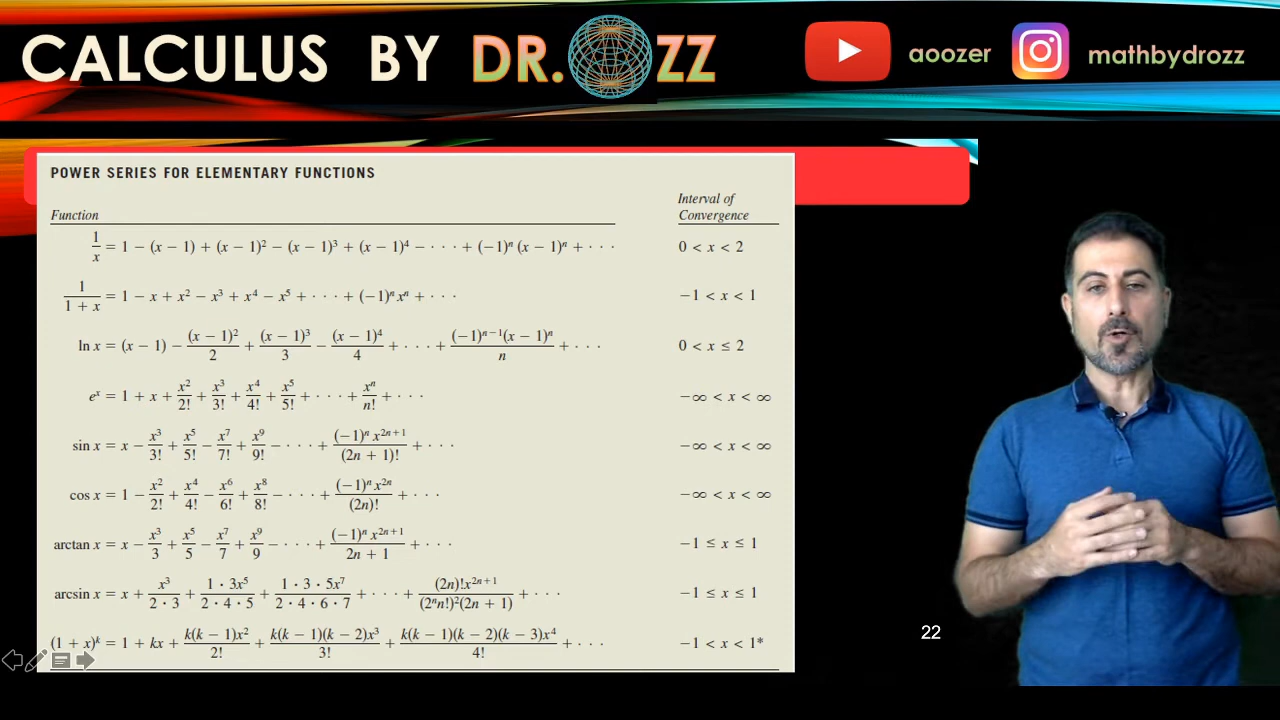 CALCULUS BY DR. ZZ
aoozer
mathbydrozz
POWER SERIES FOR ELEMENTARY FUNCTIONS
Function
Interval of
Convergence
1/x = 1 − (x − 1) + (x − 1)² − (x − 1)³ + (x − 1)⁴ − · · · + (−1)ⁿ (x − 1)ⁿ + · · · 0 < x < 2
1/(1 + x) = 1 − x + x² − x³ + x⁴ − x⁵ + · · · + (−1)ⁿxⁿ + · · · −1 < x < 1
ln x = (x − 1) − (x − 1)²/2 + (x − 1)³/3 − (x − 1)⁴/4 + · · · + (−1)ⁿ⁻¹(x − 1)ⁿ/n + · · · 0 < x ≤ 2
eˣ = 1 + x + x²/2! + x³/3! + x⁴/4! + x⁵/5! + · · · + xⁿ/n! + · · · −∞ < x < ∞
sin x = x − x³/3! + x⁵/5! − x⁷/7! + x⁹/9! − · · · + (−1)ⁿx²ⁿ⁺¹/(2n + 1)! + · · · −∞ < x < ∞
cos x = 1 − x²/2! + x⁴/4! − x⁶/6! + x⁸/8! − · · · + (−1)ⁿx²ⁿ/(2n)! + · · · −∞ < x < ∞
arctan x = x − x³/3 + x⁵/5 − x⁷/7 + x⁹/9 − · · · + (−1)ⁿx²ⁿ⁺¹/(2n + 1) + · · · −1 ≤ x ≤ 1
arcsin x = x + x³/(2 · 3) + (1 · 3x⁵)/(2 · 4 · 5) + (1 · 3 · 5x⁷)/(2 · 4 · 6 · 7) + · · · + (2n)!x²ⁿ⁺¹/((2ⁿn!)²(2n + 1)) + · · · −1 ≤ x ≤ 1
(1 + x)ᵏ = 1 + kx + k(k − 1)x²/2! + k(k − 1)(k − 2)x³/3! + k(k − 1)(k − 2)(k − 3)x⁴/4! + · · · −1 < x < 1*
22